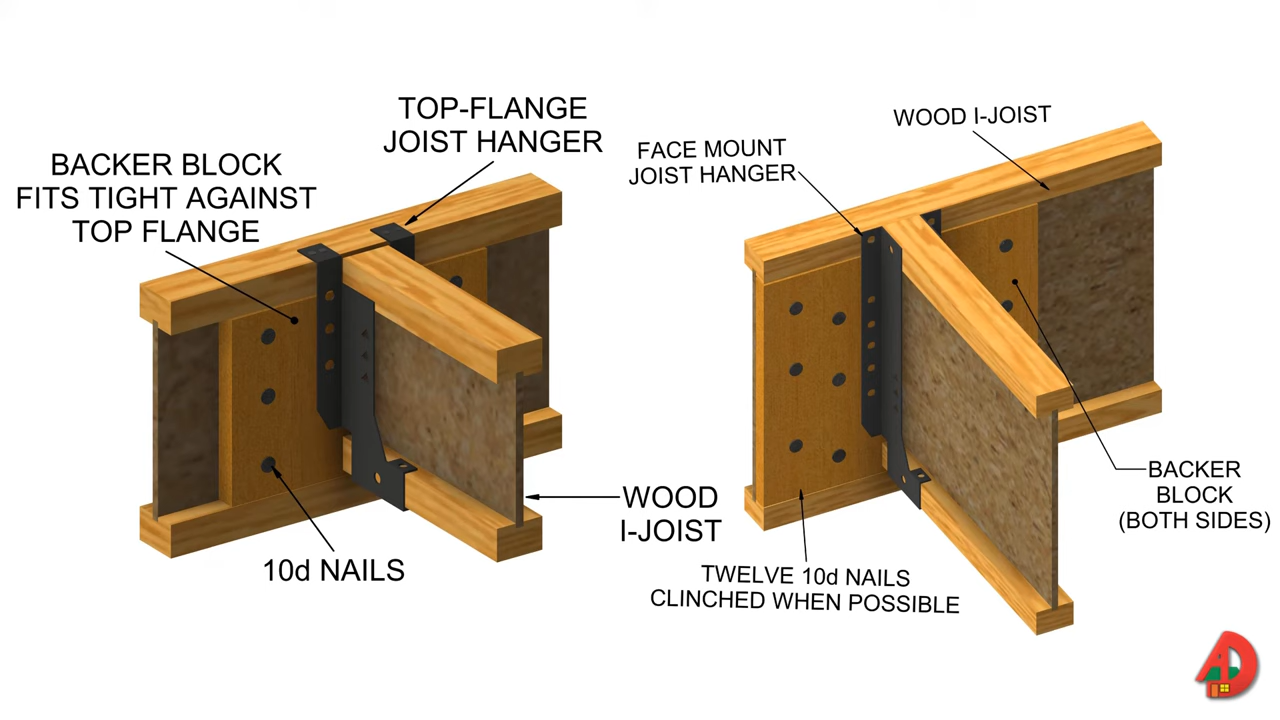 TOP-FLANGE
JOIST HANGER
BACKER BLOCK
FITS TIGHT AGAINST
TOP FLANGE
10d NAILS
WOOD
I-JOIST
WOOD I-JOIST
FACE MOUNT
JOIST HANGER
BACKER
BLOCK
(BOTH SIDES)
TWELVE 10d NAILS
CLINCHED WHEN POSSIBLE
AD